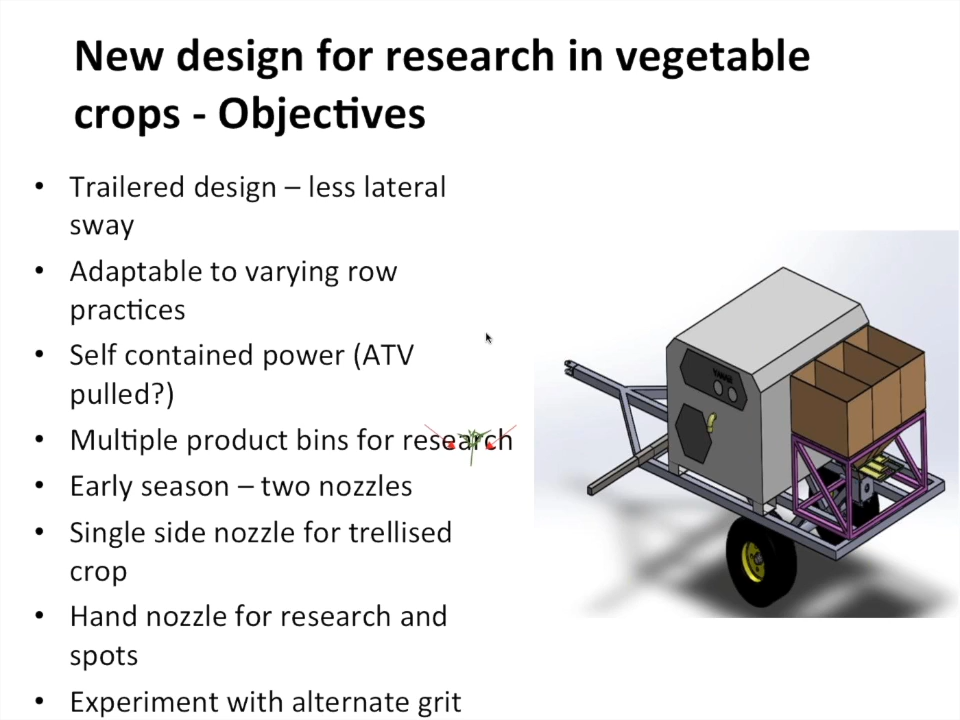 New design for research in vegetable
crops - Objectives
• Trailered design – less lateral
sway
• Adaptable to varying row
practices
• Self contained power (ATV
pulled?)
• Multiple product bins for research
• Early season – two nozzles
• Single side nozzle for trellised
crop
• Hand nozzle for research and
spots
• Experiment with alternate grit